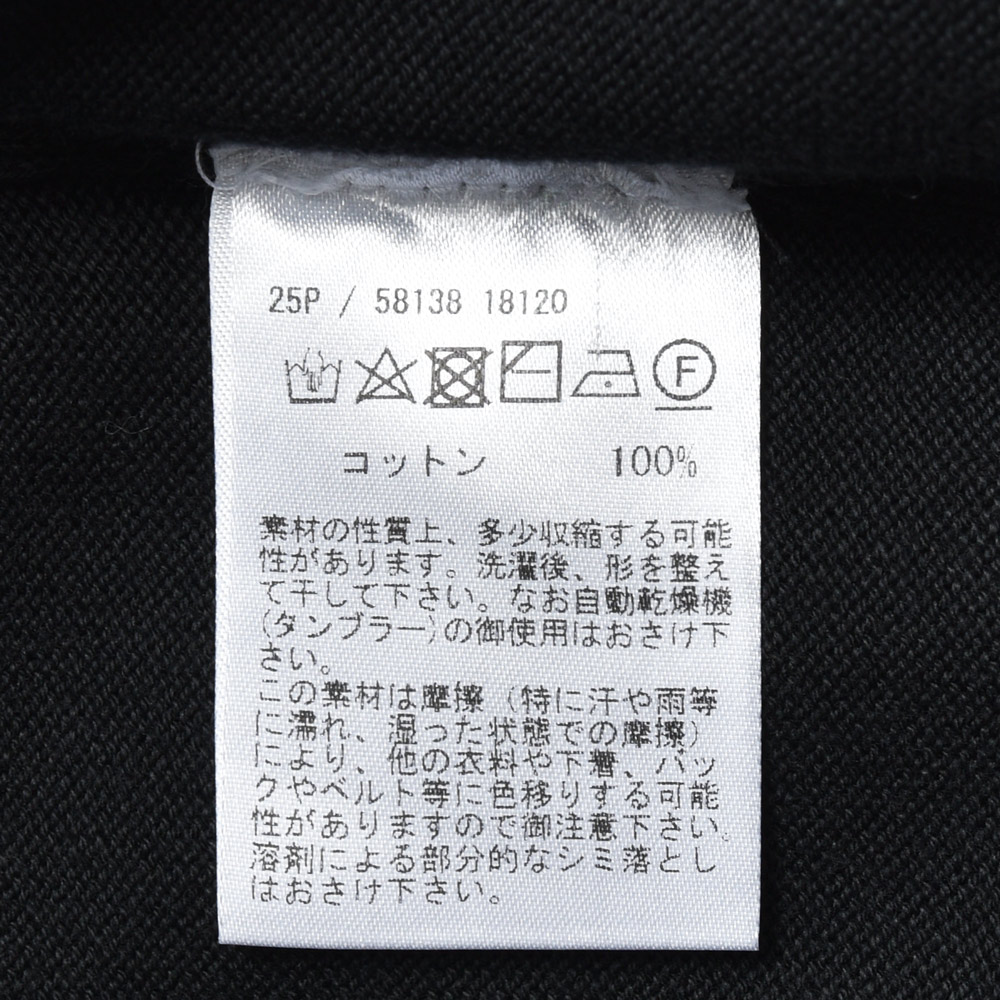 25P / 58138 18120
F
コットン 100%
素材の性質上、多少収縮する可能
性があります。洗濯後、形を整え
て干して下さい。なお自動乾燥機
(タンブラー)の御使用はおさけ下
さい。
この素材は摩擦(特に汗や雨等
に濡れ、湿った状態での摩擦)
により、他の衣料や下着、バッ
クやベルト等に色移りする可能
性がありますので御注意下さい。
溶剤による部分的なシミ落とし
はおさけ下さい。